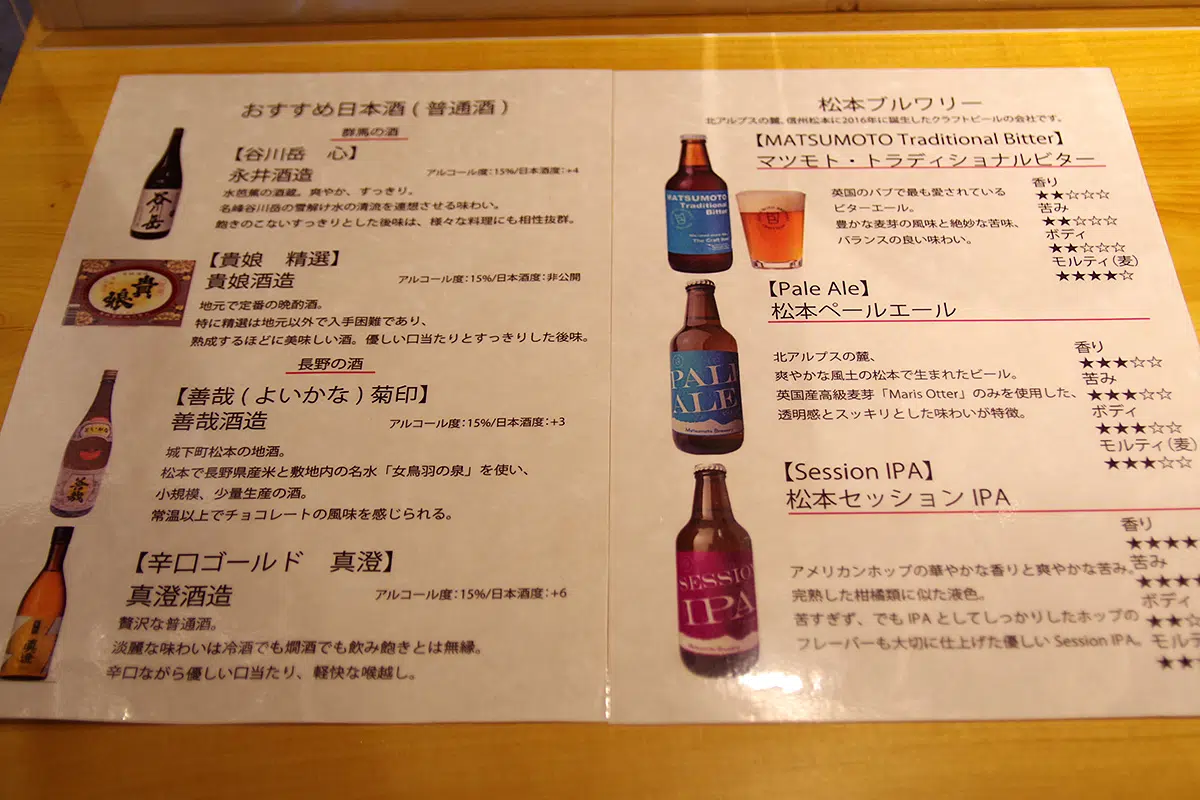 おすすめ日本酒 ( 普通酒 )
群馬の酒
【谷川岳　心】
永井酒造
アルコール度：15%/日本酒度：+4
水芭蕉の酒蔵。爽やか、すっきり。
名峰谷川岳の雪解け水の清流を連想させる味わい。
飽きのこないすっきりとした後味は、様々な料理にも相性抜群。
谷川岳
【貴娘　精選】
貴娘酒造
アルコール度：15%/日本酒度：非公開
地元で定番の晩酌酒。
特に精選は地元以外で入手困難であり、
熟成するほどに美味しい酒。優しい口当たりとすっきりした後味。
貴娘
長野の酒
【善哉 ( よいかな ) 菊印】
善哉酒造
アルコール度：15%/日本酒度：+3
城下町松本の地酒。
松本で長野県産米と敷地内の名水「女鳥羽の泉」を使い、
小規模、少量生産の酒。
常温以上でチョコレートの風味を感じられる。
【辛口ゴールド　真澄】
真澄酒造
アルコール度：15%/日本酒度：+6
贅沢な普通酒。
淡麗な味わいは冷酒でも燗酒でも飲み飽きとは無縁。
辛口ながら優しい口当たり、軽快な喉越し。
真澄
松本ブルワリー
北アルプスの麓、信州松本に2016年に誕生したクラフトビールの会社です。
【MATSUMOTO Traditional Bitter】
マツモト・トラディショナルビター
英国のパブで最も愛されている
ビターエール。
豊かな麦芽の風味と絶妙な苦味、
バランスの良い味わい。
香り
★★☆☆☆
苦み
★★☆☆☆
ボディ
★★☆☆☆
モルティ（麦）
★★★★☆
MATSUMOTO
Traditional
Bitter
The Craft Beer
【Pale Ale】
松本ペールエール
北アルプスの麓、
爽やかな風土の松本で生まれたビール。
英国産高級麦芽「Maris Otter」のみを使用した、
透明感とスッキリとした味わいが特徴。
香り
★★★☆☆
苦み
★★★☆☆
ボディ
★★★☆☆
モルティ（麦）
★★★☆☆
PALE
ALE
Matsumoto Brewery
【Session IPA】
松本セッション IPA
アメリカンホップの華やかな香りと爽やかな苦み。
完熟した柑橘類に似た液色。
苦すぎず、でも IPA としてしっかりしたホップの
フレーバーも大切に仕上げた優しい Session IPA。
香り
★★★★
苦み
★★★★
ボディ
★★☆
モルテ
★★
SESSION
IPA